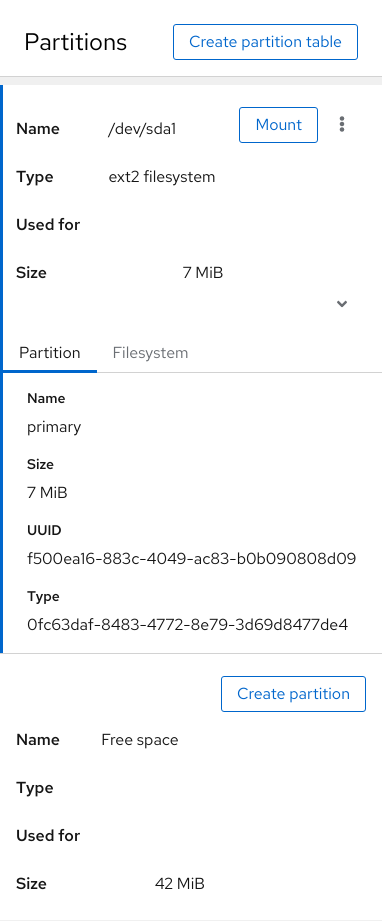 Partitions Create partition table
Name /dev/sda1 Mount
Type ext2 filesystem
Used for
Size 7 MiB
Partition Filesystem
Name
primary
Size
7 MiB
UUID
f500ea16-883c-4049-ac83-b0b090808d09
Type
0fc63daf-8483-4772-8e79-3d69d8477de4
Create partition
Name Free space
Type
Used for
Size 42 MiB